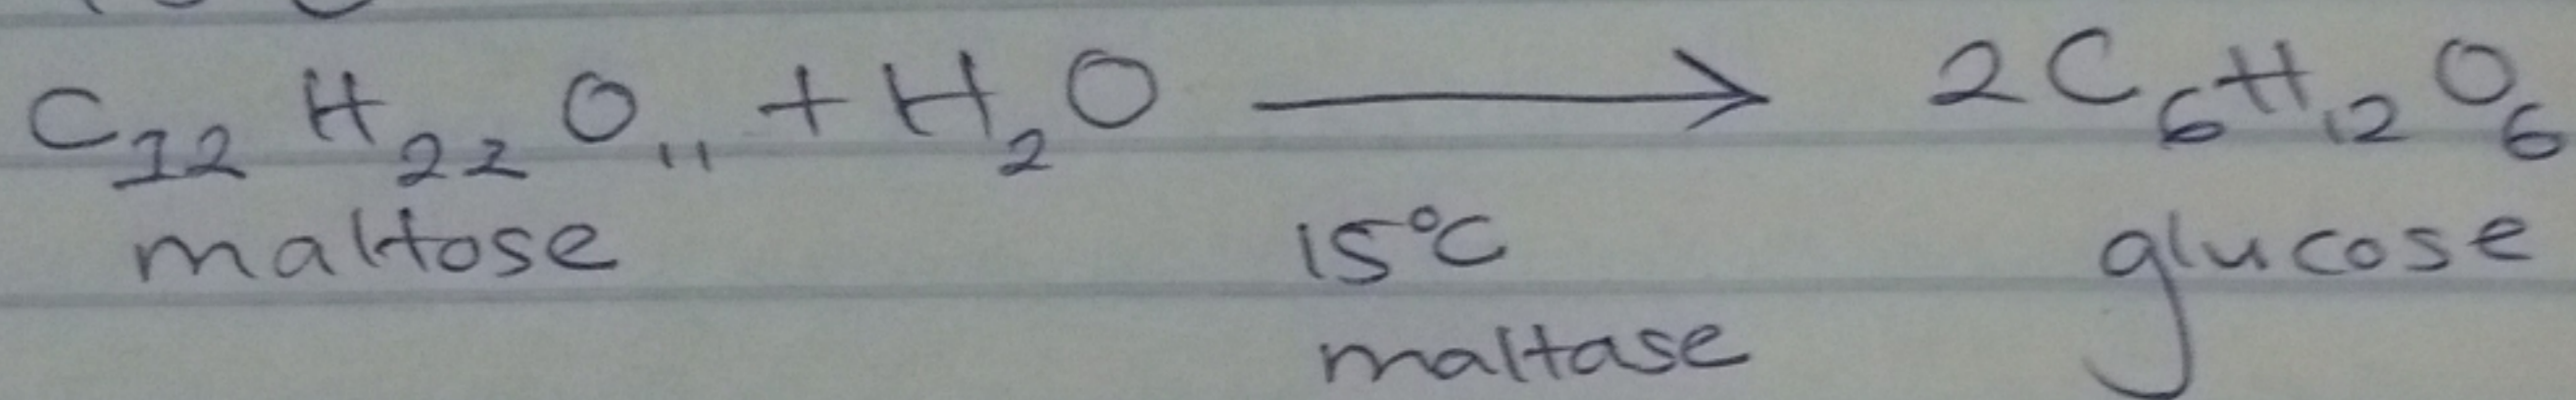 C₁₂H₂₂O₁₁ + H₂O ⟶ 2C₆H₁₂O₆
maltose 15°C glucose
maltase